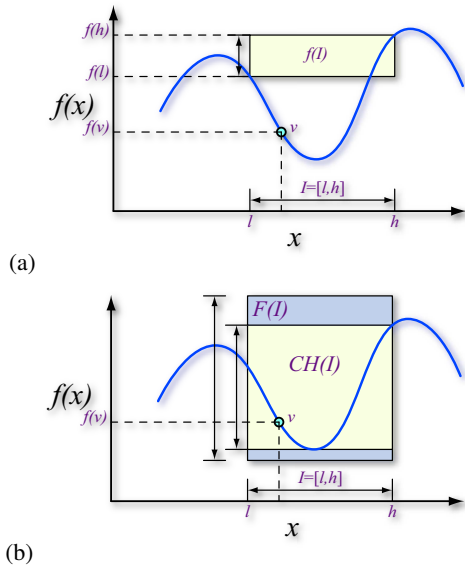 f(h)
f(I)
f(l)
f(x)
f(v)
v
I=[l,h]
l
h
x
(a)
F(I)
CH(I)
f(x)
f(v)
v
I=[l,h]
l
h
x
(b)